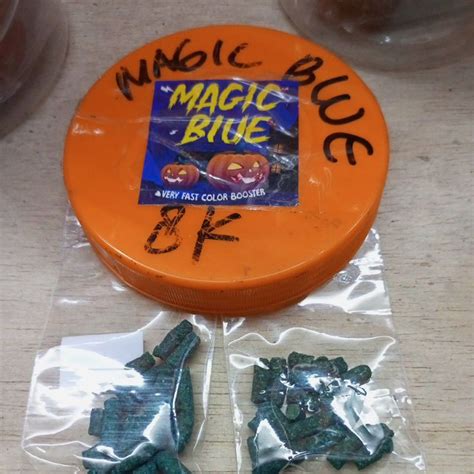 MAGIC BLUE
MAGIC
BLUE
VERY FAST COLOR BOOSTER
8K